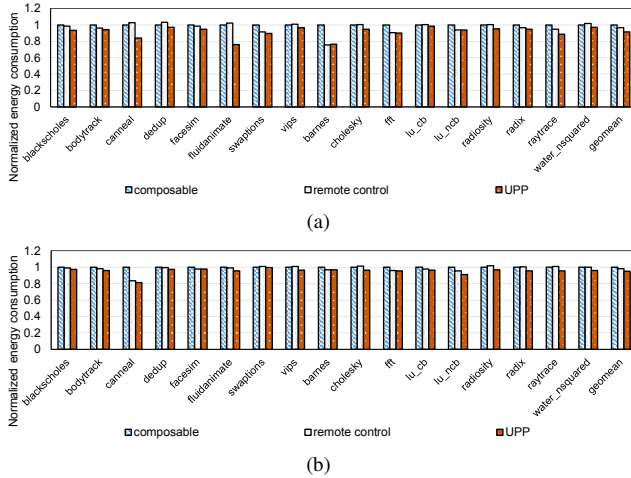 Normalized energy consumption
1.2
1
0.8
0.6
0.4
0.2
0
blackscholes
bodytrack
canneal
dedup
facesim
fluidanimate
swaptions
vips
barnes
cholesky
fft
lu_cb
lu_ncb
radiosity
radix
raytrace
water_nsquared
geomean
composable
remote control
UPP
(a)
Normalized energy consumption
1.2
1
0.8
0.6
0.4
0.2
0
blackscholes
bodytrack
canneal
dedup
facesim
fluidanimate
swaptions
vips
barnes
cholesky
fft
lu_cb
lu_ncb
radiosity
radix
raytrace
water_nsquared
geomean
composable
remote control
UPP
(b)